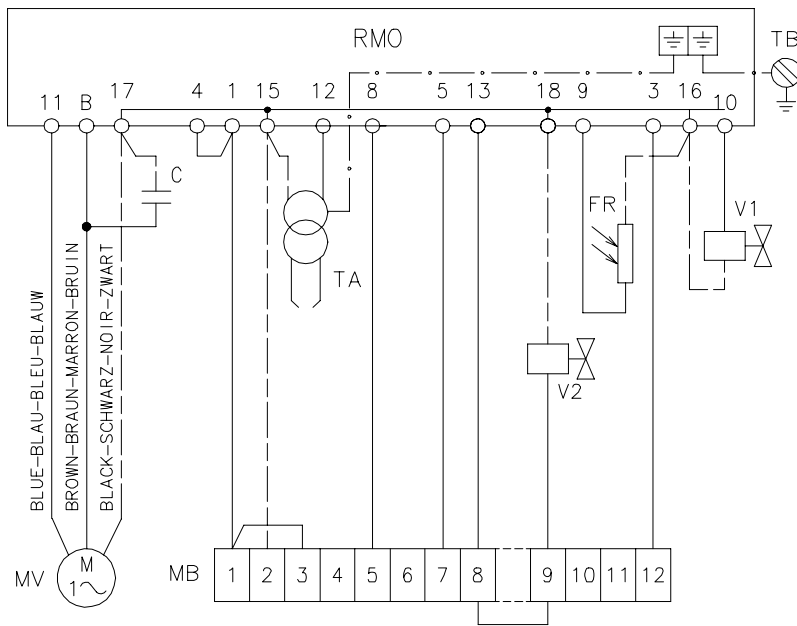 RMO
TB
11 B 17 4 1 15 12 8 5 13 18 9 3 16 10
C
FR
V1
TA
V2
BLUE-BLAU-BLEU-BLAUW
BROWN-BRAUN-MARRON-BRUIN
BLACK-SCHWARZ-NOIR-ZWART
MV
M
1~
MB
1 2 3 4 5 6 7 8 9 10 11 12